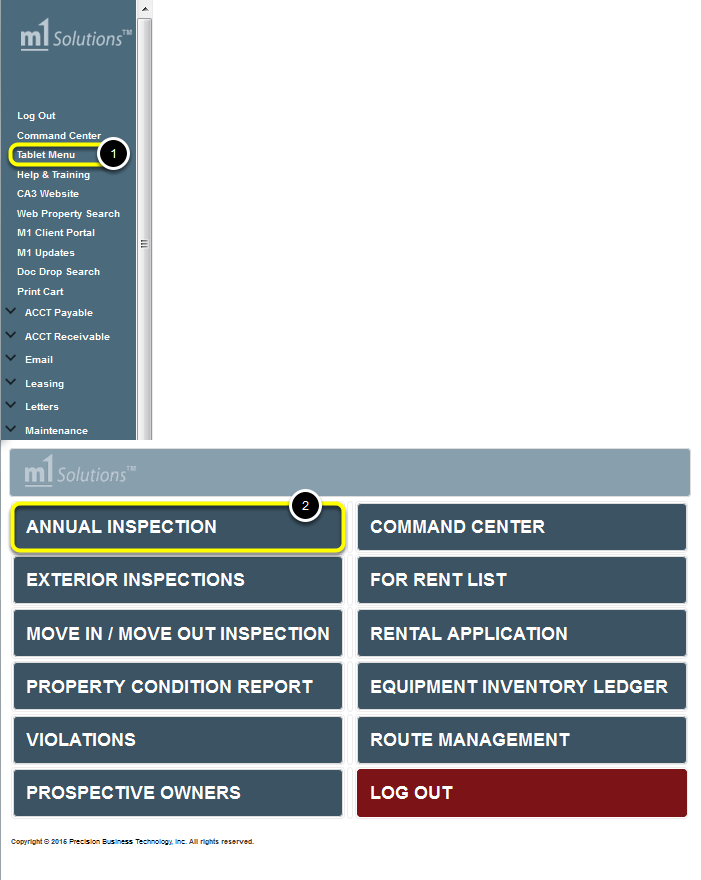 m1 Solutions™
Log Out
Command Center
Tablet Menu
1
Help & Training
CA3 Website
Web Property Search
M1 Client Portal
M1 Updates
Doc Drop Search
Print Cart
ACCT Payable
ACCT Receivable
Email
Leasing
Letters
Maintenance
m1 Solutions™
2
ANNUAL INSPECTION
COMMAND CENTER
EXTERIOR INSPECTIONS
FOR RENT LIST
MOVE IN / MOVE OUT INSPECTION
RENTAL APPLICATION
PROPERTY CONDITION REPORT
EQUIPMENT INVENTORY LEDGER
VIOLATIONS
ROUTE MANAGEMENT
PROSPECTIVE OWNERS
LOG OUT
Copyright © 2016 Precision Business Technology, Inc. All rights reserved.